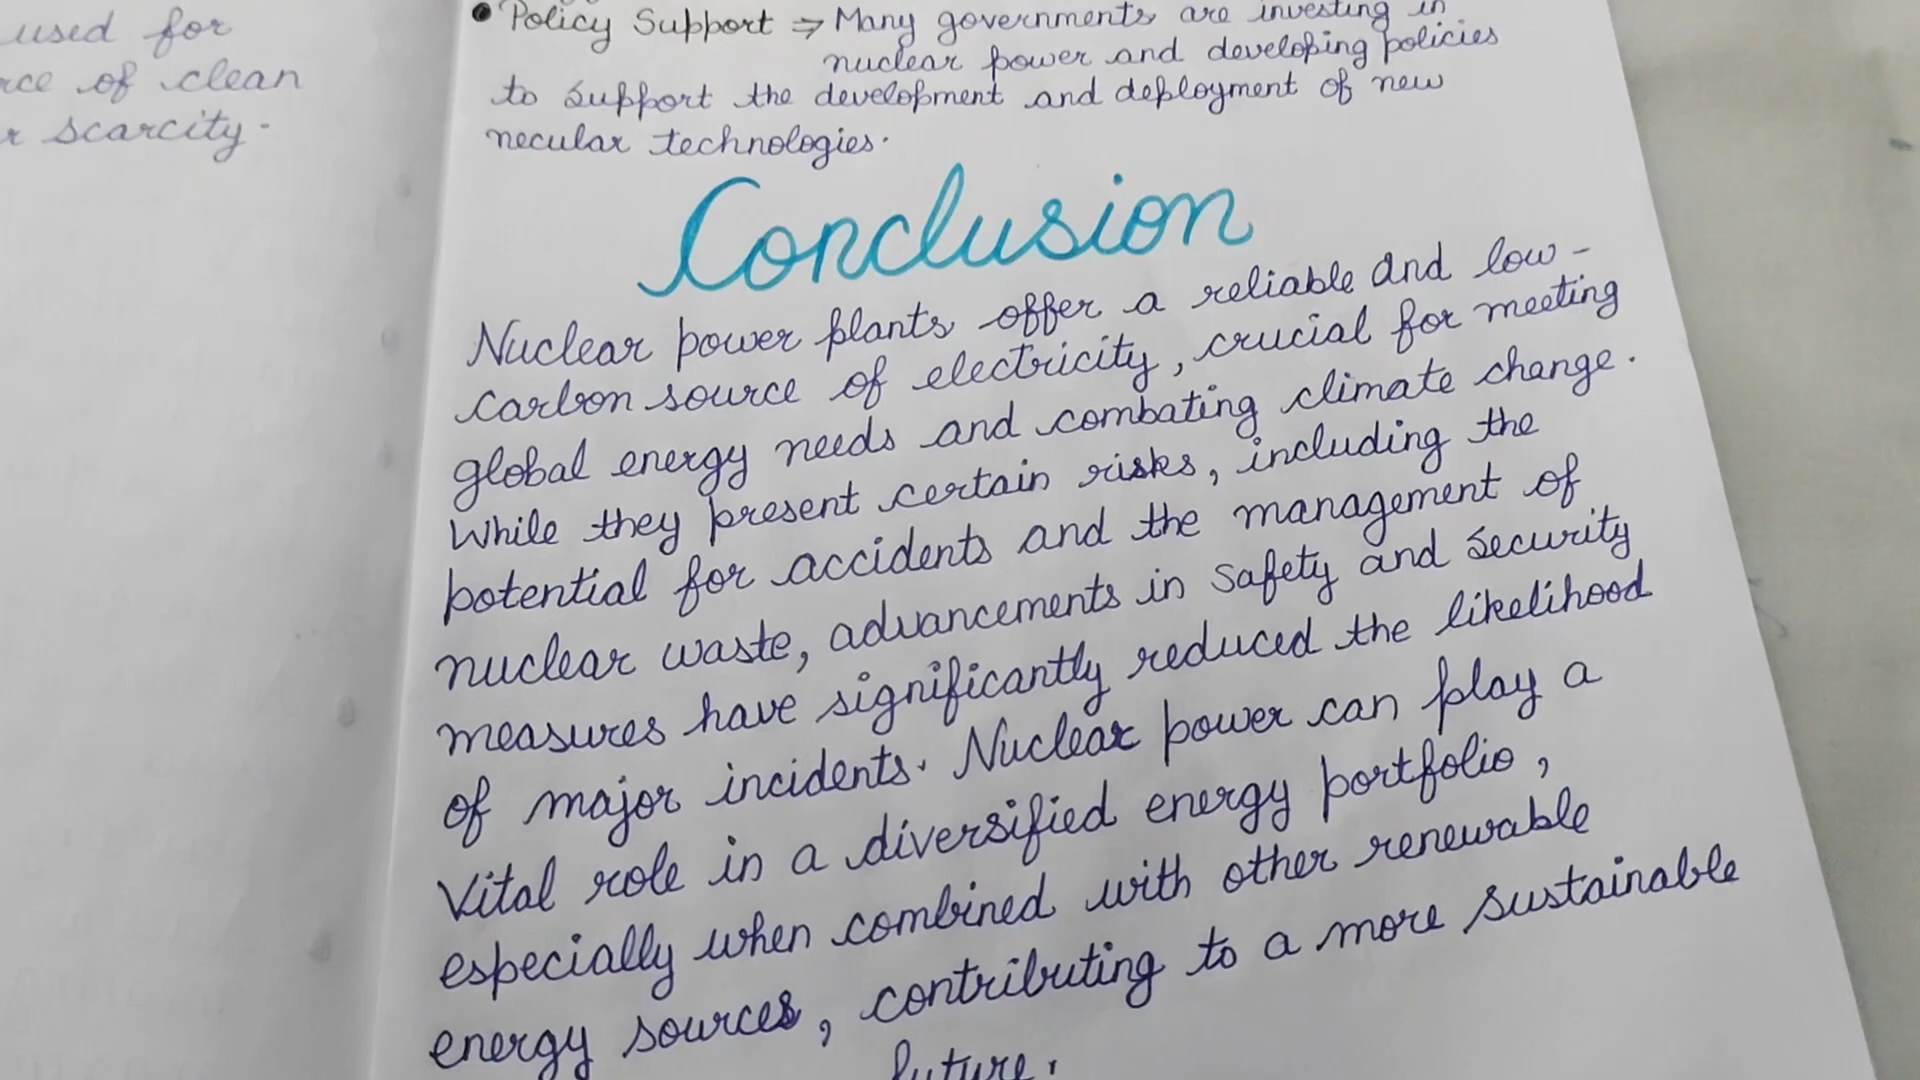 used for
rce of clean
r scarcity.
• Policy Support ⇒ Many governments are investing in
nuclear power and developing policies
to support the development and deployment of new
necular technologies.
Conclusion
Nuclear power plants offer a reliable and low-
carbon source of electricity, crucial for meeting
global energy needs and combating climate change.
While they present certain risks, including the
potential for accidents and the management of
nuclear waste, advancements in safety and security
measures have significantly reduced the likelihood
of major incidents. Nuclear power can play a
vital role in a diversified energy portfolio,
especially when combined with other renewable
energy sources, contributing to a more sustainable
future.